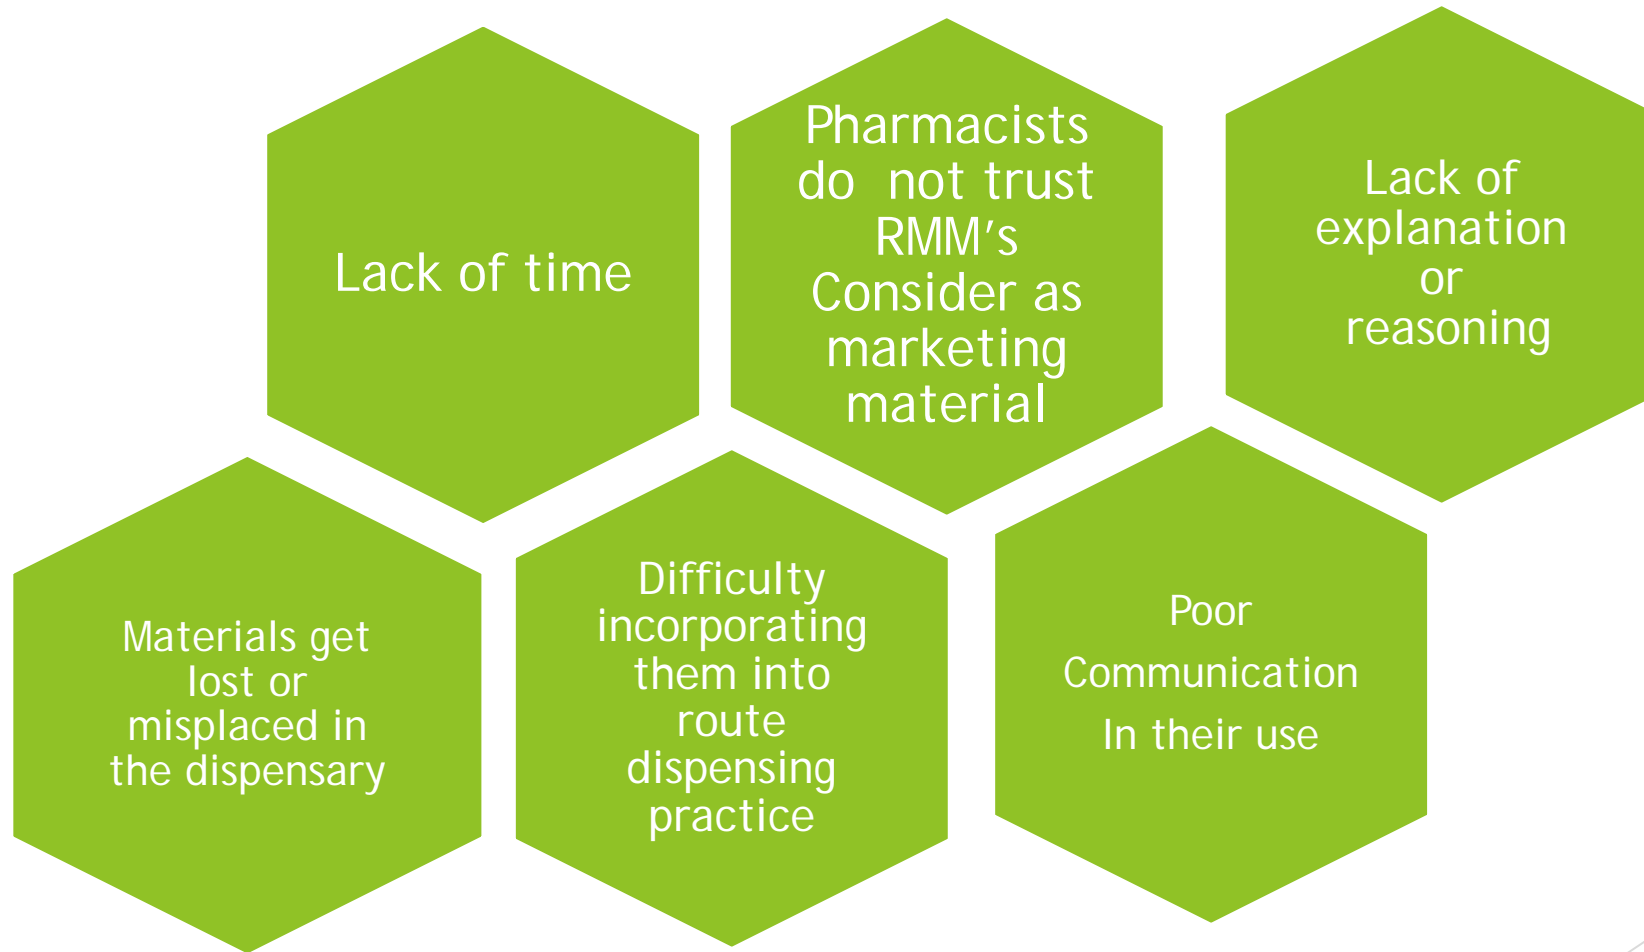 Lack of time
Pharmacists
do  not trust
RMM's
Consider as
marketing
material
Lack of
explanation
or
reasoning
Materials get
lost or
misplaced in
the dispensary
Difficulty
incorporating
them into
route
dispensing
practice
Poor
Communication
In their use